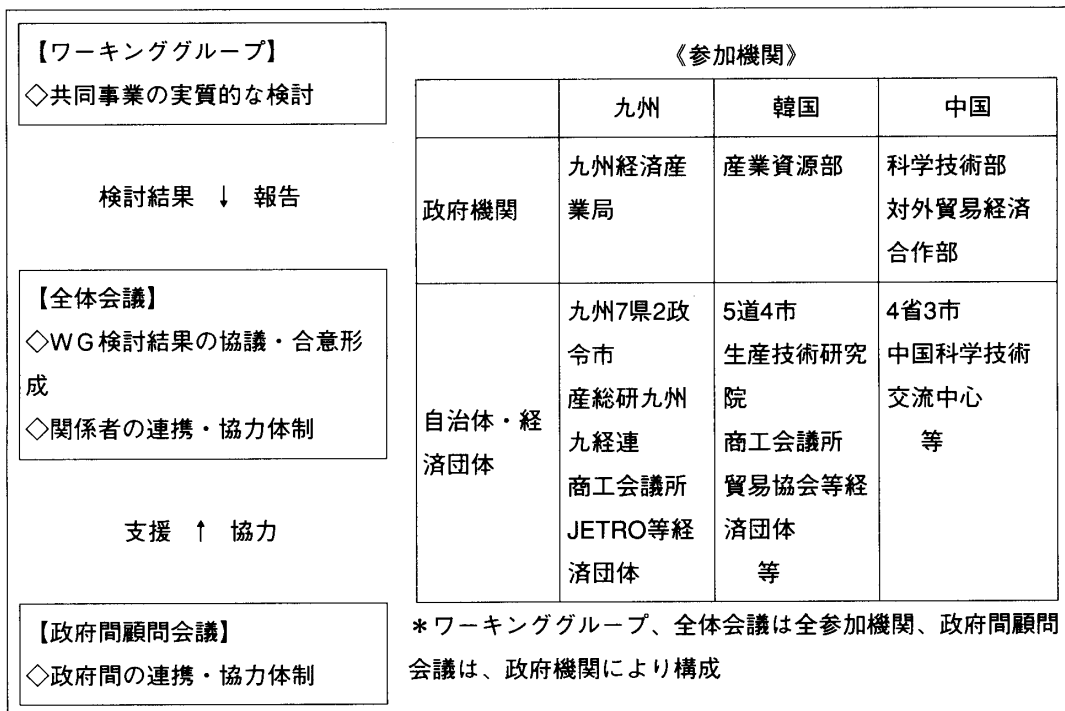 【ワーキンググループ】
◇共同事業の実質的な検討
検討結果 ↓ 報告
【全体会議】
◇WG検討結果の協議・合意形
成
◇関係者の連携・協力体制
支援 ↑ 協力
【政府間顧問会議】
◇政府間の連携・協力体制
《参加機関》
九州 韓国 中国
政府機関
九州経済産
業局
産業資源部
科学技術部
対外貿易経済
合作部
自治体・経
済団体
九州7県2政
令市
産総研九州
九経連
商工会議所
JETRO等経
済団体
5道4市
生産技術研究
院
商工会議所
貿易協会等経
済団体
等
4省3市
中国科学技術
交流中心
等
*ワーキンググループ、全体会議は全参加機関、政府間顧問
会議は、政府機関により構成